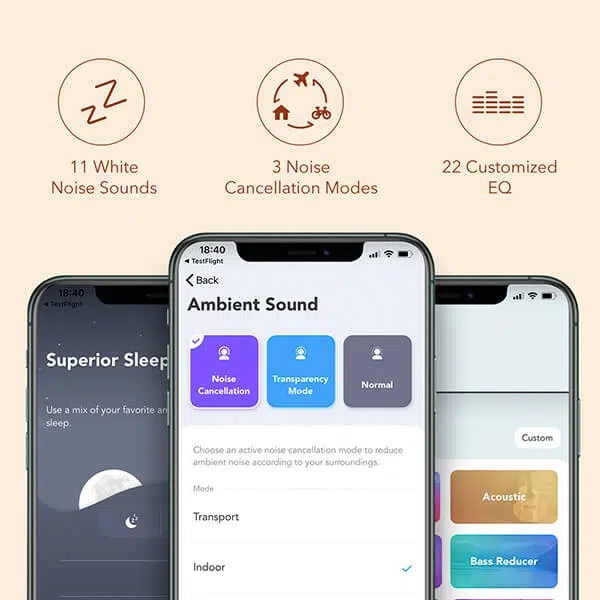 11 White
Noise Sounds
3 Noise
Cancellation Modes
22 Customized
EQ
18:40
TestFlight
Superior Sleep
Use a mix of your favorite
sleep.
18:40
TestFlight
Back
Ambient Sound
Noise
Cancellation
Transparency
Mode
Normal
Choose an active noise cancellation mode to reduce
ambient noise according to your surroundings.
Mode
Transport
Indoor
Custom
Acoustic
Bass Reducer